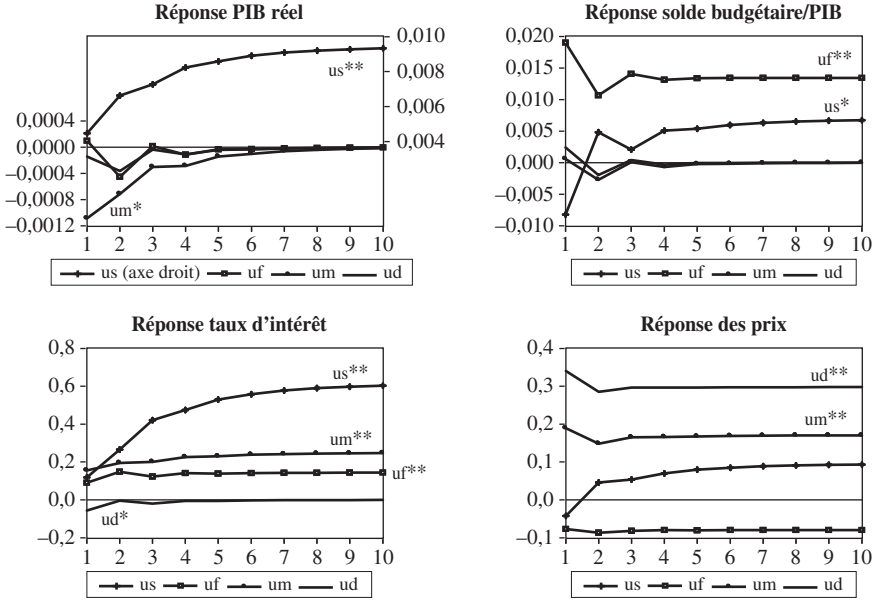 Réponse PIB réel
0,010
0,008
0,006
0,004
0,0004
0,0000
–0,0004
–0,0008
–0,0012
us**
um*
1 2 3 4 5 6 7 8 9 10
us (axe droit) uf um ud
Réponse solde budgétaire/PIB
0,020
0,015
0,010
0,005
0,000
–0,005
–0,010
uf**
us*
1 2 3 4 5 6 7 8 9 10
us uf um ud
Réponse taux d'intérêt
0,8
0,6
0,4
0,2
0,0
–0,2
us**
um**
uf**
ud*
1 2 3 4 5 6 7 8 9 10
us uf um ud
Réponse des prix
0,4
0,3
0,2
0,1
0,0
–0,1
ud**
um**
1 2 3 4 5 6 7 8 9 10
us uf um ud